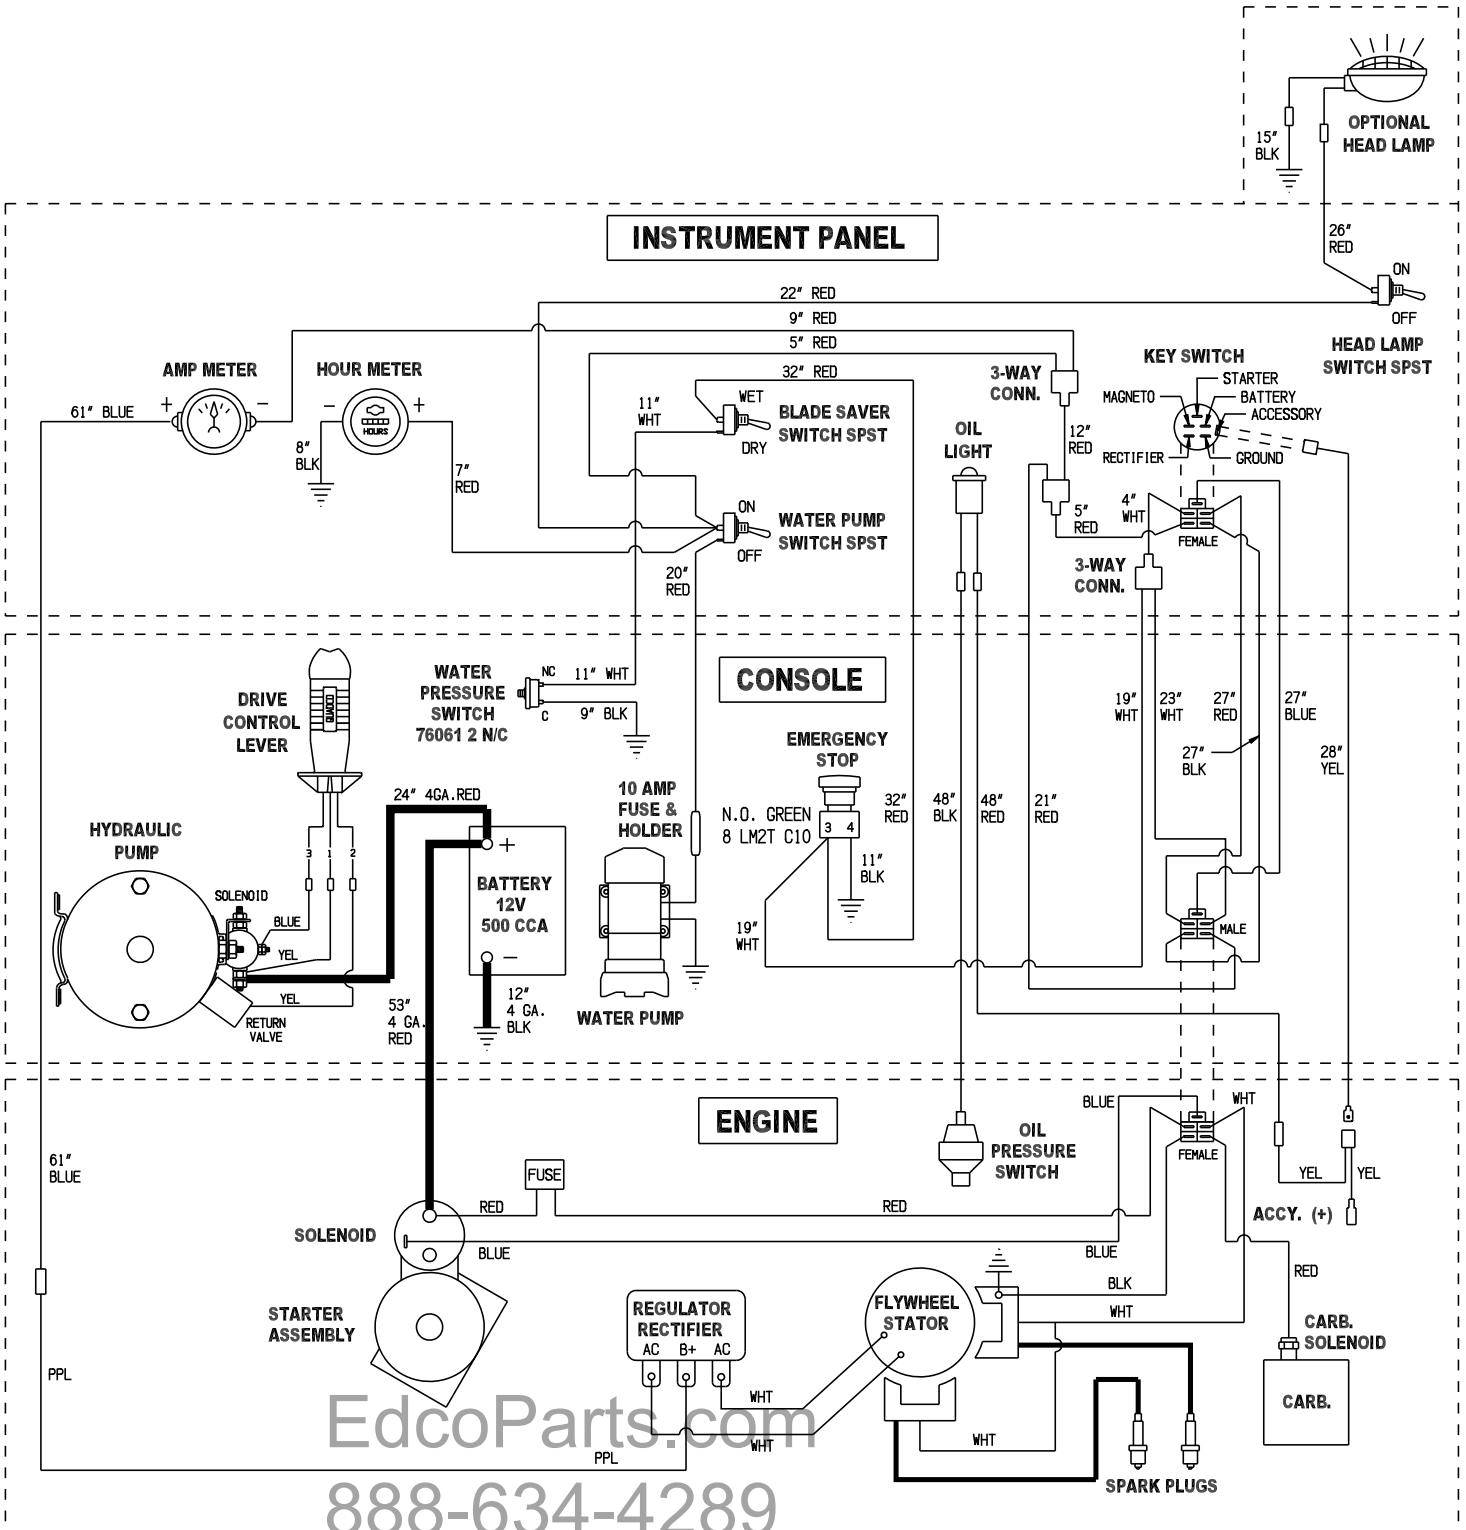 OPTIONAL
HEAD LAMP
15" BLK
INSTRUMENT PANEL
26" RED
ON
OFF
HEAD LAMP
SWITCH SPST
22" RED
9" RED
5" RED
32" RED
AMP METER
+
−
61" BLUE
HOUR METER
−
+
HOURS
8" BLK
7" RED
11" WHT
WET
DRY
BLADE SAVER
SWITCH SPST
ON
OFF
WATER PUMP
SWITCH SPST
20" RED
OIL
LIGHT
3-WAY
CONN.
12" RED
5" RED
KEY SWITCH
STARTER
MAGNETO
BATTERY
ACCESSORY
RECTIFIER
GROUND
4" WHT
FEMALE
3-WAY
CONN.
CONSOLE
DRIVE
CONTROL
LEVER
WATER
PRESSURE
SWITCH
76061 2 N/C
NC
11" WHT
C
9" BLK
19" WHT
23" WHT
27" RED
27" BLUE
27" BLK
28" YEL
EMERGENCY
STOP
N.O. GREEN
8 LM2T C10
3 4
11" BLK
32" RED
48" BLK
48" RED
21" RED
19" WHT
10 AMP
FUSE &
HOLDER
24" 4GA.RED
HYDRAULIC
PUMP
3 1 2
SOLENOID
BLUE
YEL
YEL
RETURN
VALVE
+
BATTERY
12V
500 CCA
−
53"
4 GA.
RED
12"
4 GA.
BLK
WATER PUMP
MALE
ENGINE
BLUE
WHT
FEMALE
OIL
PRESSURE
SWITCH
YEL
YEL
ACCY. (+)
61" BLUE
FUSE
RED
RED
SOLENOID
BLUE
BLUE
BLK
WHT
RED
STARTER
ASSEMBLY
REGULATOR
RECTIFIER
AC B+ AC
FLYWHEEL
STATOR
CARB.
SOLENOID
CARB.
PPL
WHT
WHT
WHT
PPL
SPARK PLUGS
EdcoParts.com
888-634-4289